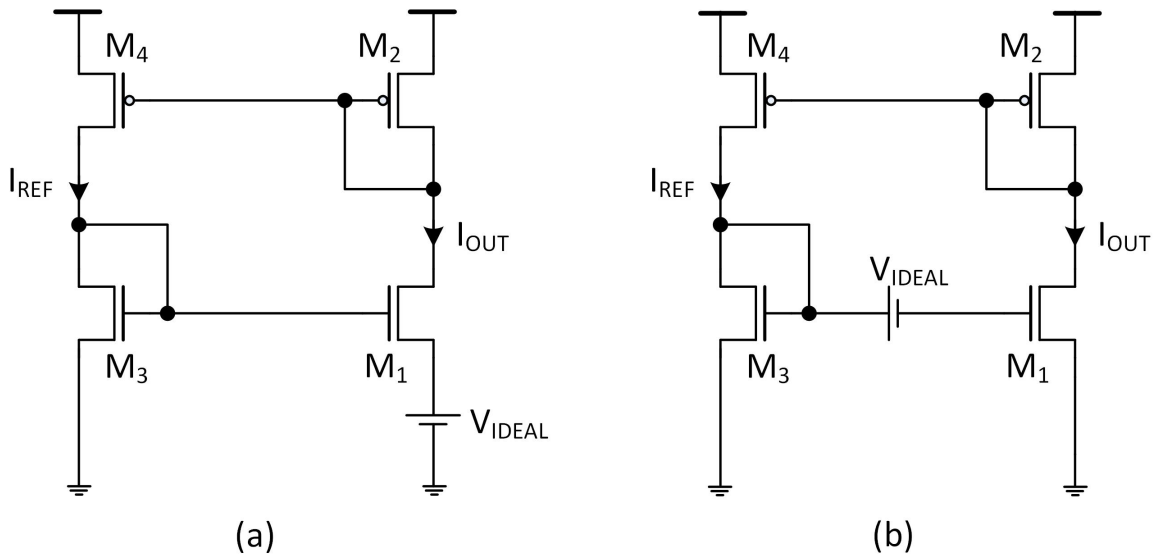 M4
M2
IREF
IOUT
M3
M1
VIDEAL
(a)
M4
M2
IREF
IOUT
VIDEAL
M3
M1
(b)